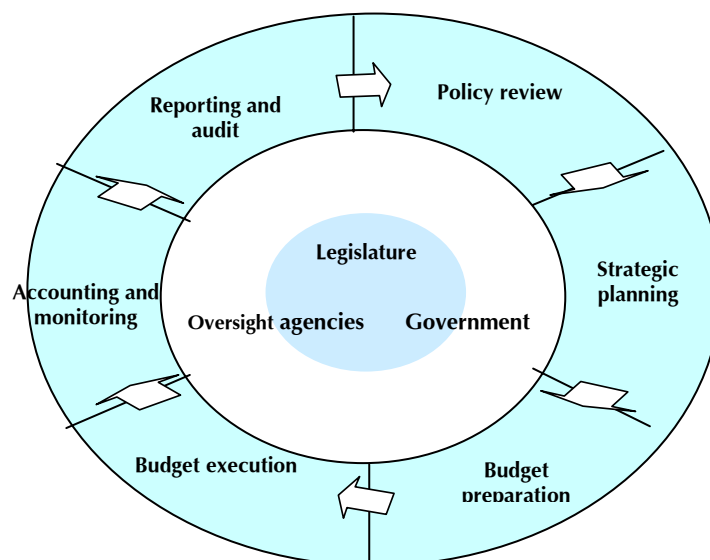 Reporting and
audit
Policy review
Strategic
planning
Budget
preparation
Budget execution
Accounting and
monitoring
Legislature
Oversight agencies
Government